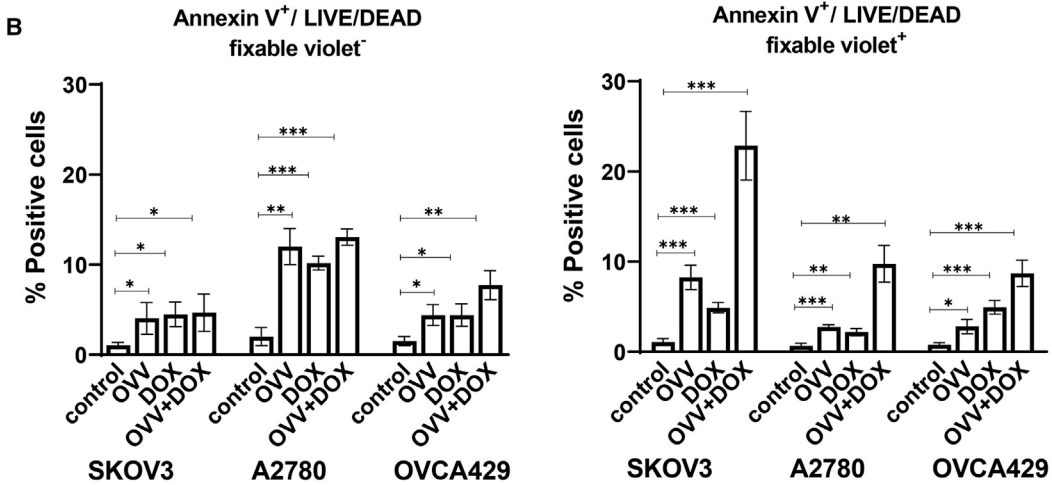 B
Annexin V+/ LIVE/DEAD
fixable violet-
% Positive cells
30
20
10
0
* * *
** *** ***
* * **
control OVV DOX OVV+DOX
control OVV DOX OVV+DOX
control OVV DOX OVV+DOX
SKOV3 A2780 OVCA429
Annexin V+/ LIVE/DEAD
fixable violet+
% Positive cells
30
20
10
0
*** *** ***
*** ** **
* *** ***
control OVV DOX OVV+DOX
control OVV DOX OVV+DOX
control OVV DOX OVV+DOX
SKOV3 A2780 OVCA429